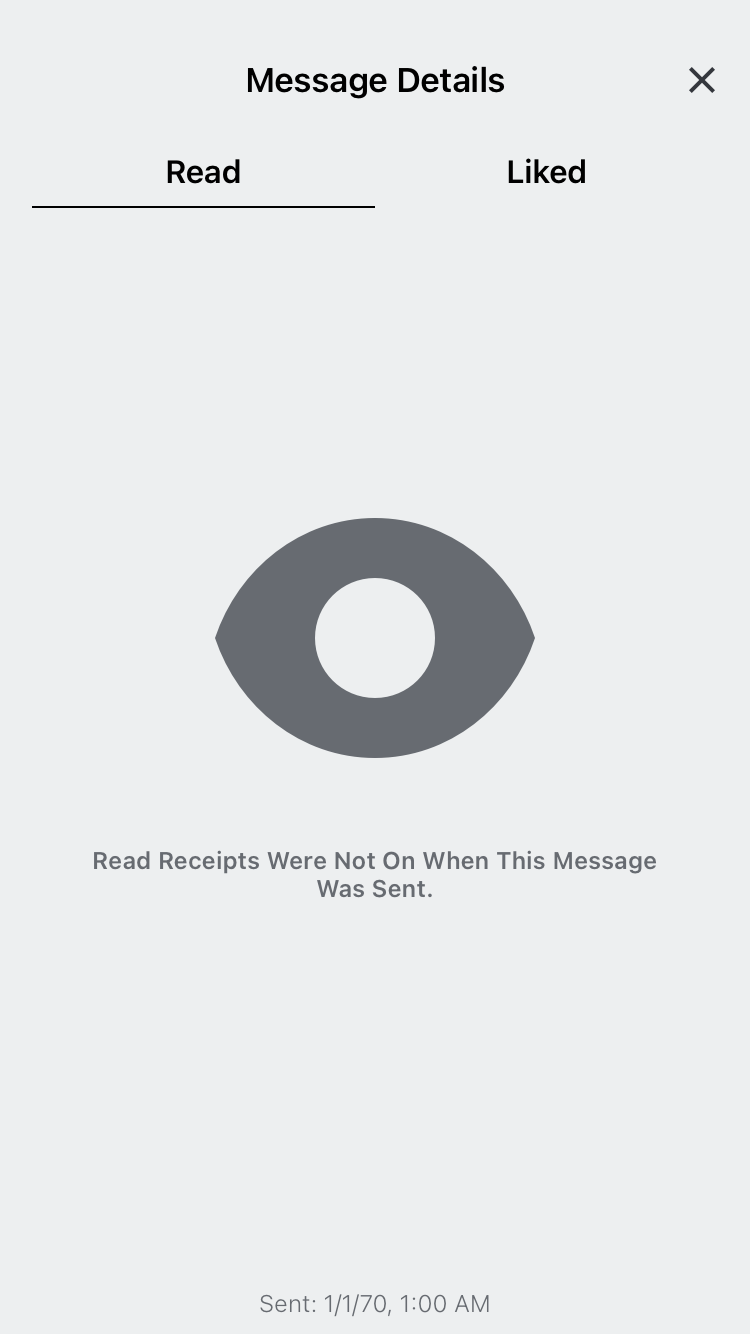 Message Details
Read
Liked
Read Receipts Were Not On When This Message
Was Sent.
Sent: 1/1/70, 1:00 AM